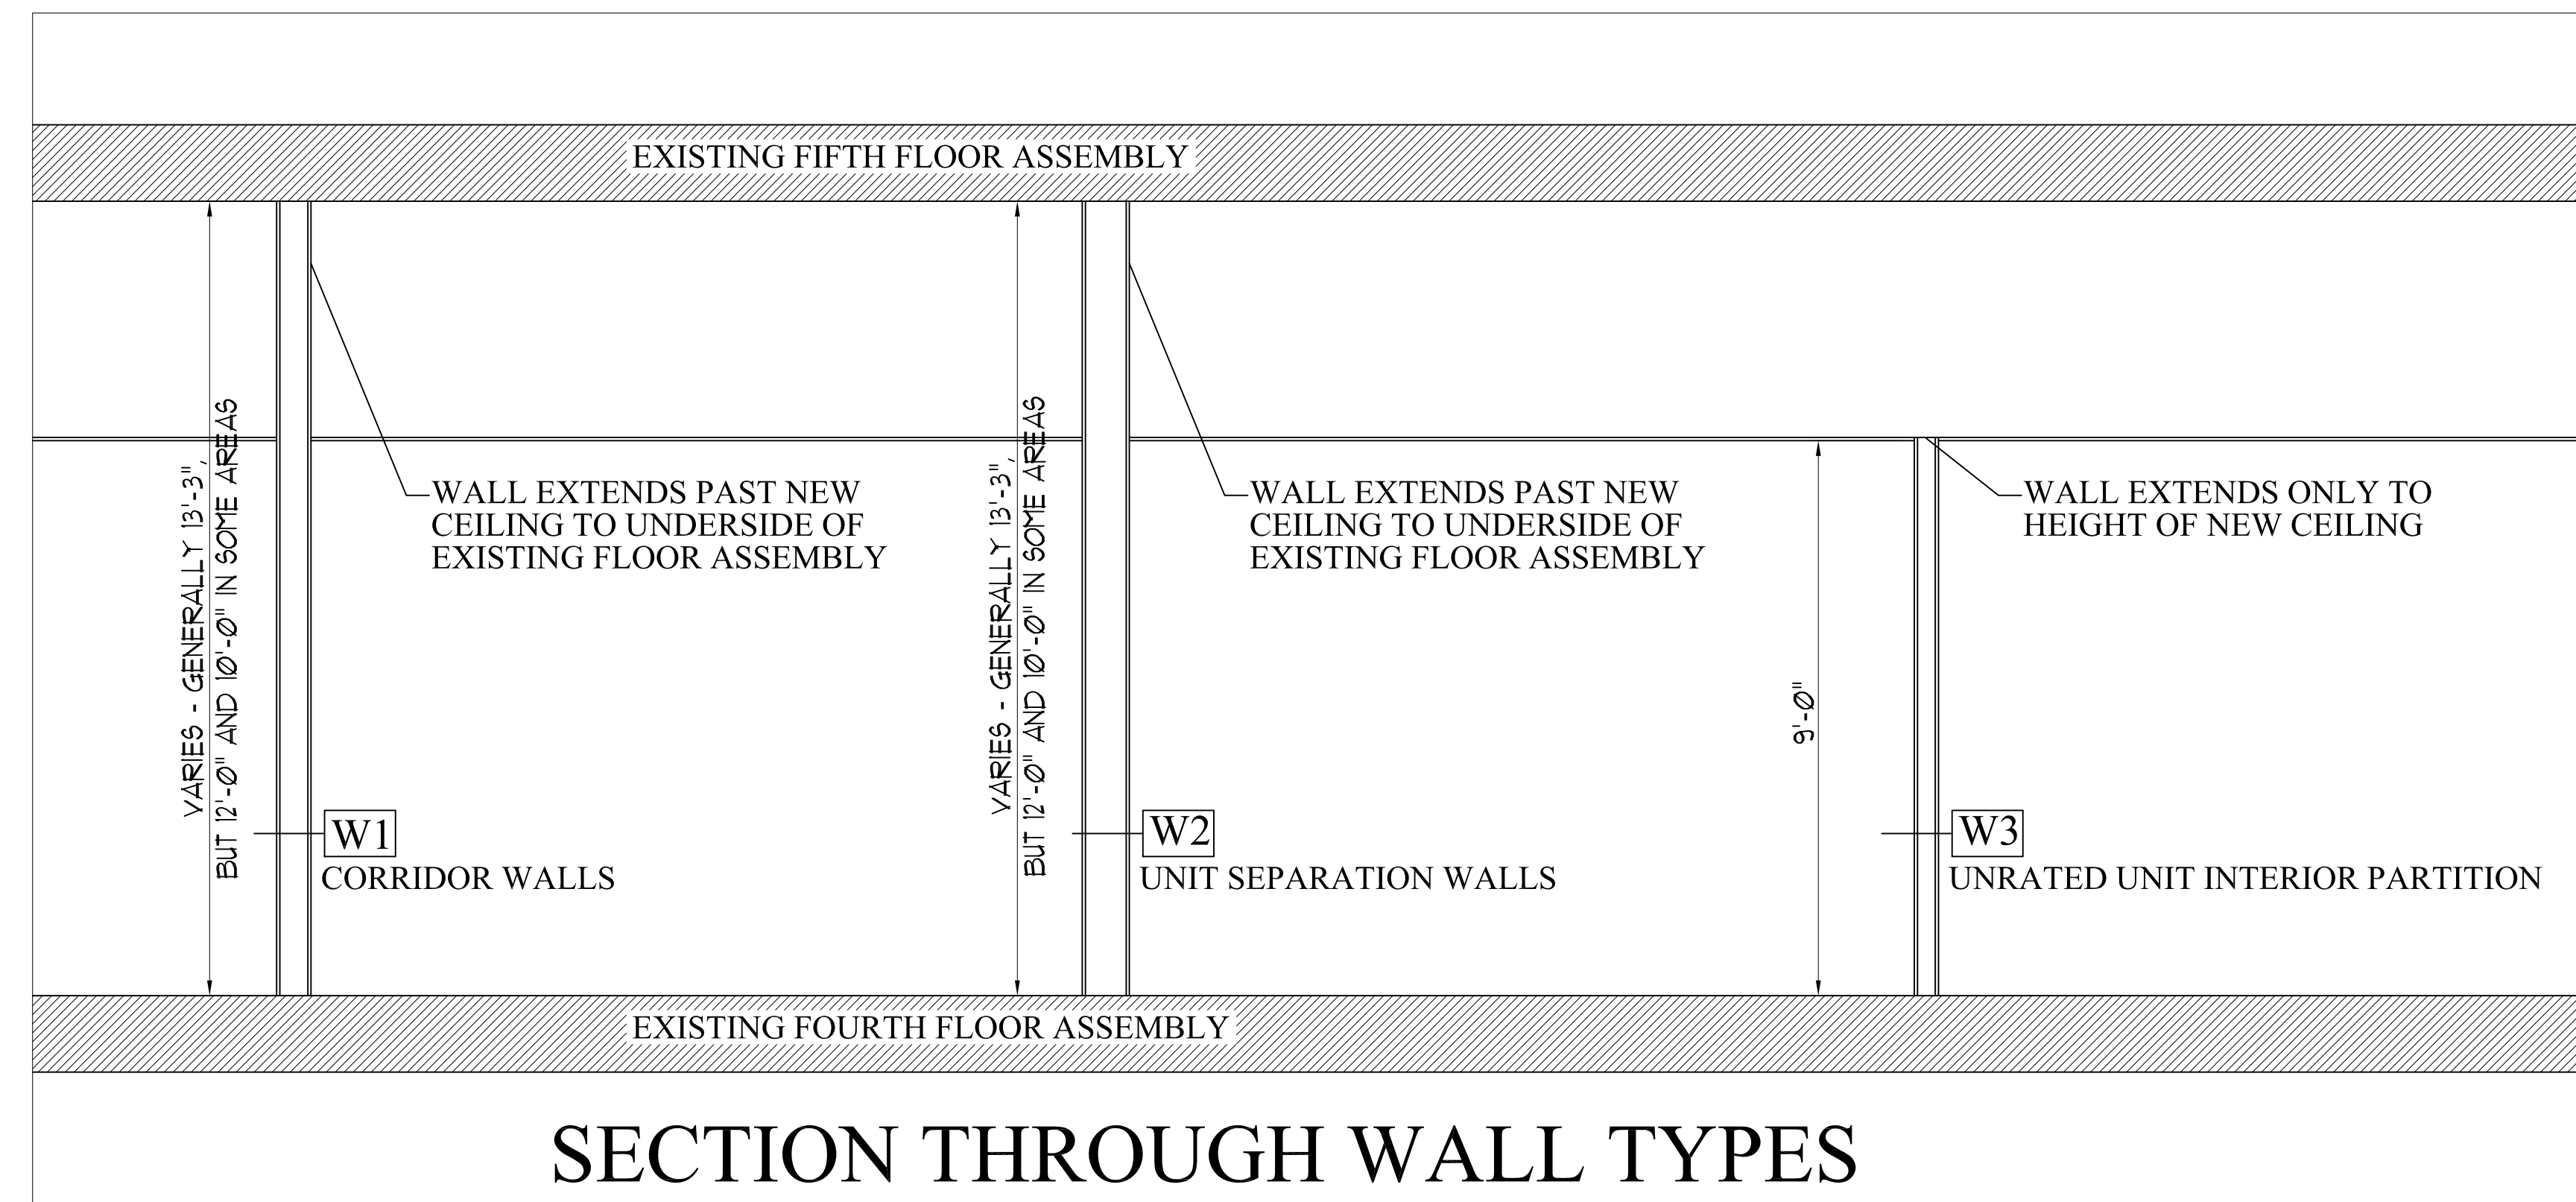 EXISTING FIFTH FLOOR ASSEMBLY
VARIES - GENERALLY 13'-3",
BUT 12'-0" AND 10'-0" IN SOME AREAS
WALL EXTENDS PAST NEW
CEILING TO UNDERSIDE OF
EXISTING FLOOR ASSEMBLY
W1
CORRIDOR WALLS
VARIES - GENERALLY 13'-3",
BUT 12'-0" AND 10'-0" IN SOME AREAS
WALL EXTENDS PAST NEW
CEILING TO UNDERSIDE OF
EXISTING FLOOR ASSEMBLY
W2
UNIT SEPARATION WALLS
9'-0"
WALL EXTENDS ONLY TO
HEIGHT OF NEW CEILING
W3
UNRATED UNIT INTERIOR PARTITION
EXISTING FOURTH FLOOR ASSEMBLY
SECTION THROUGH WALL TYPES